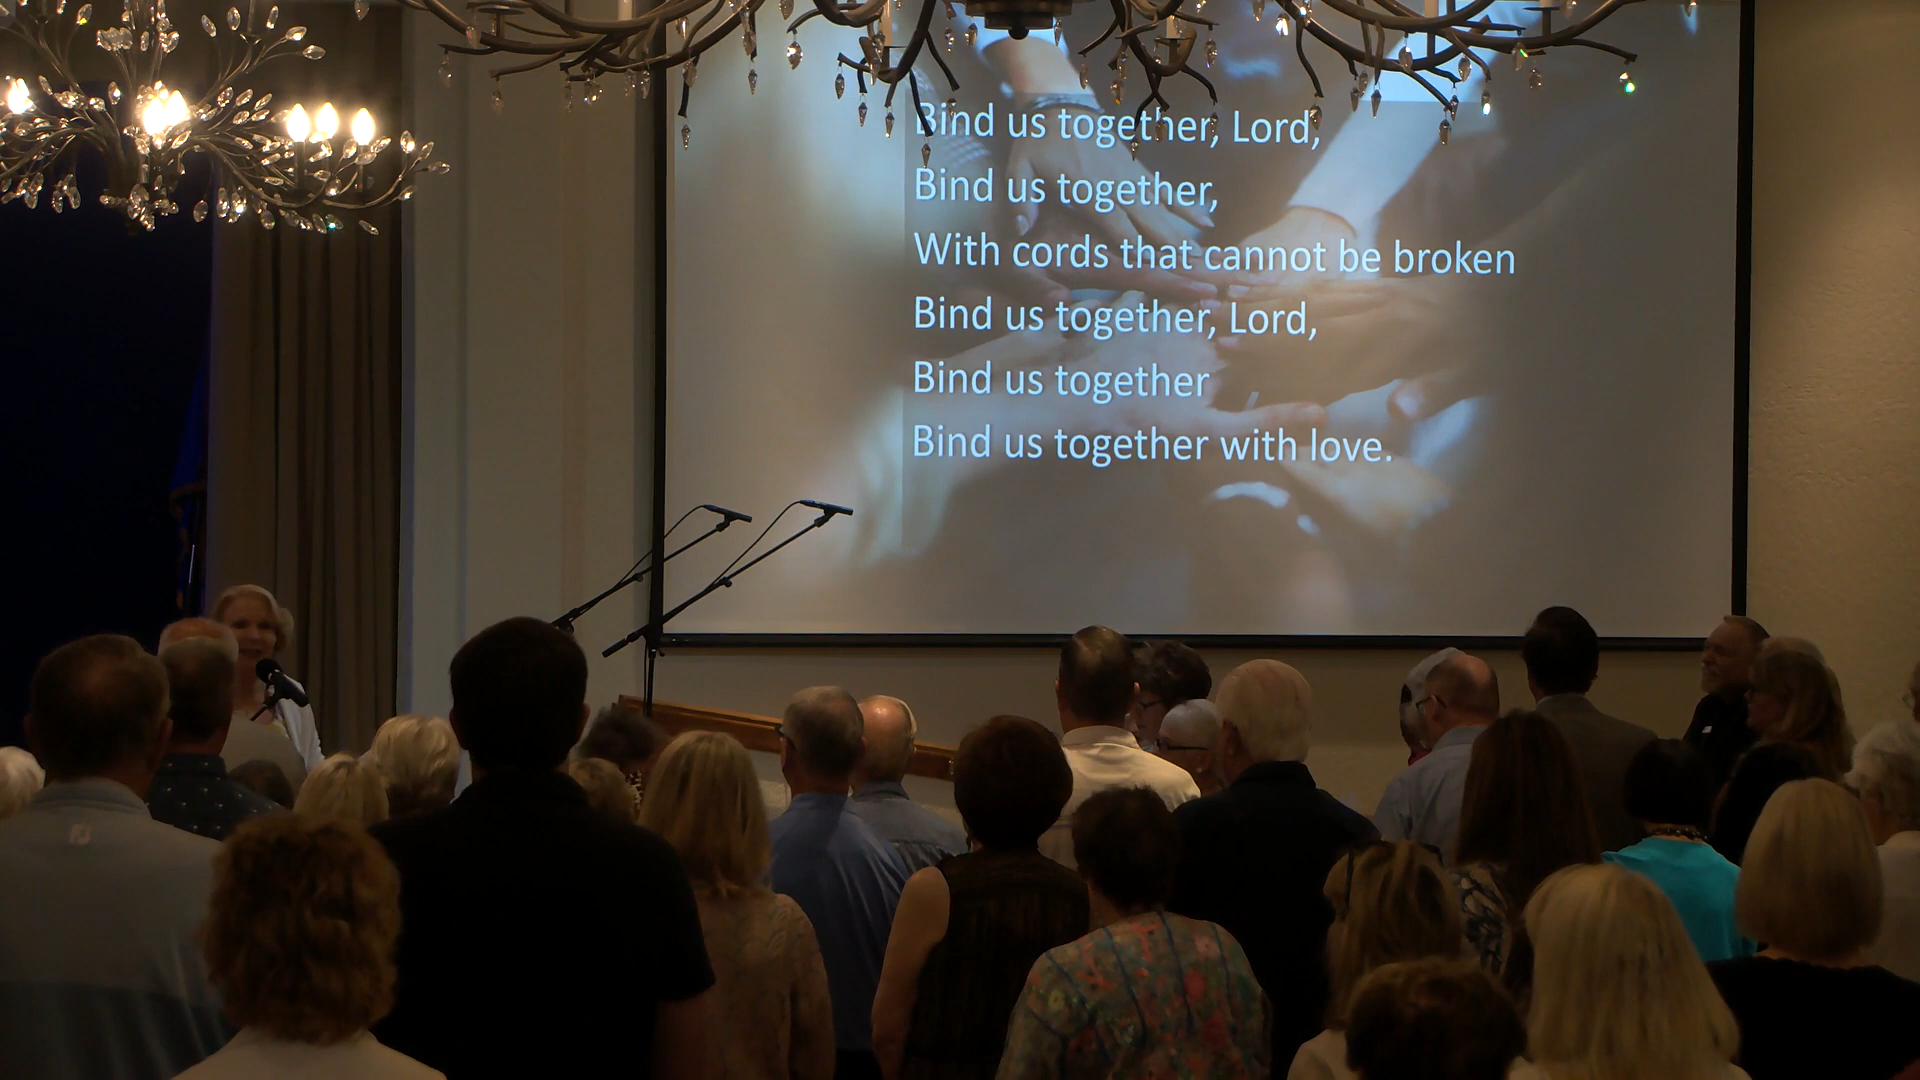 Bind us together, Lord,
Bind us together,
With cords that cannot be broken
Bind us together, Lord,
Bind us together
Bind us together with love.